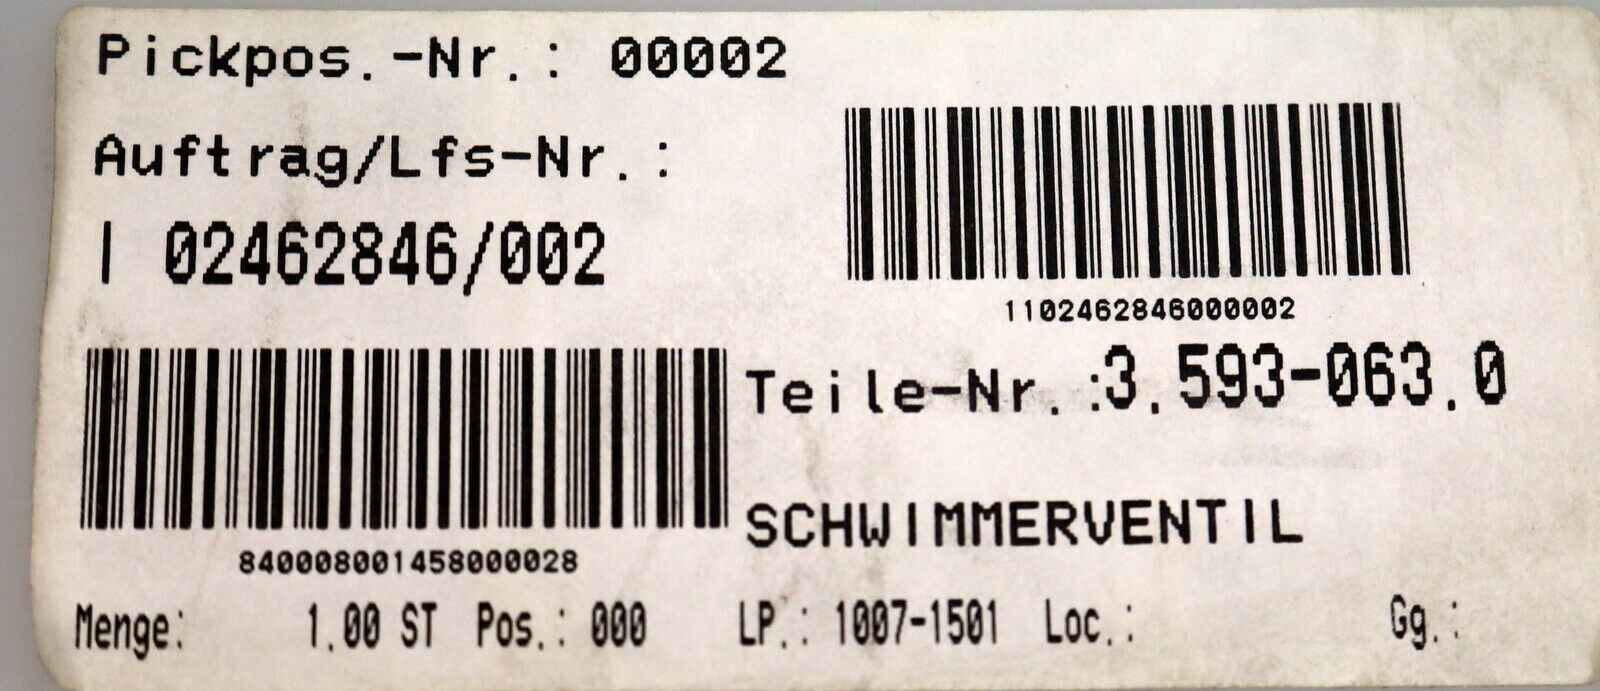 Pickpos.-Nr.: 00002
Auftrag/Lfs-Nr.:
| 02462846/002
1102462846000002
Teile-Nr.:3.593-063.0
840008001458000028
SCHWIMMERVENTIL
Menge: 1.00 ST Pos.: 000 LP.: 1007-1501 Loc.: Gg.: